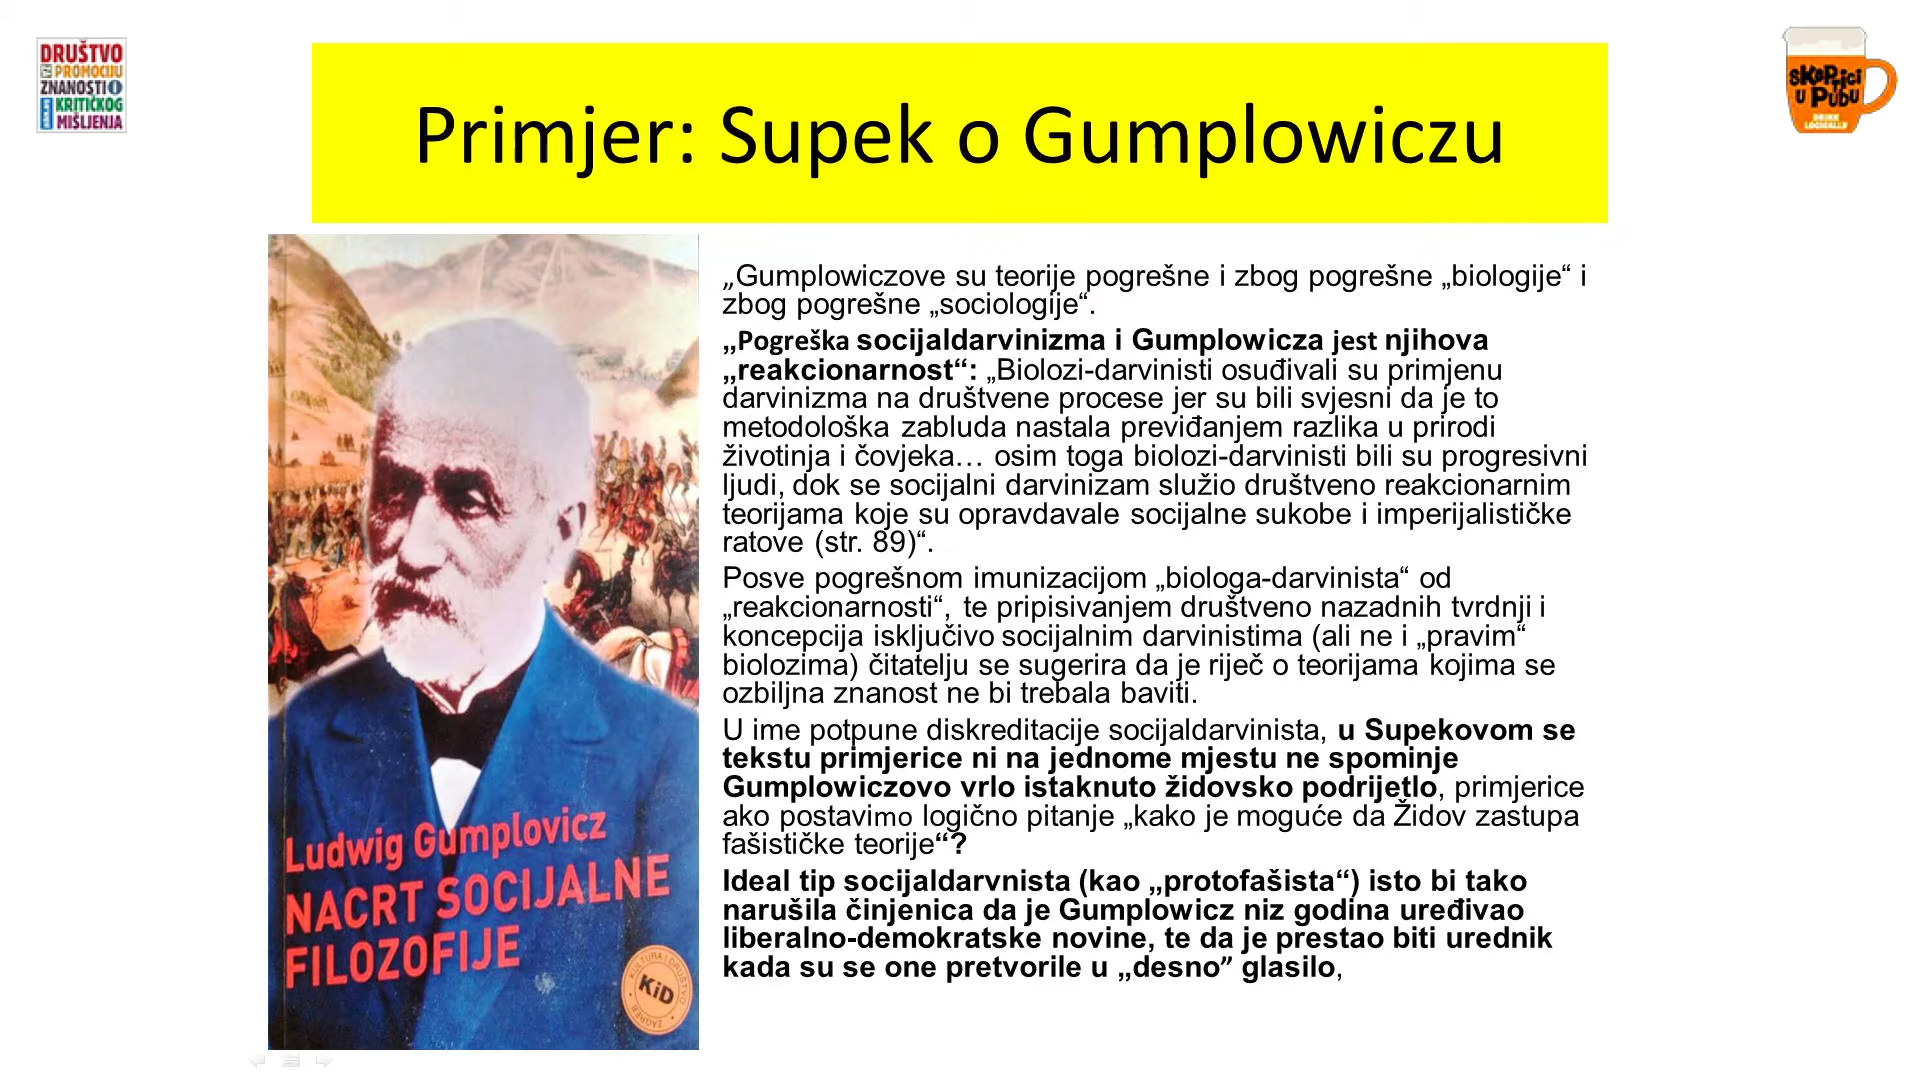 DRUŠTVO
ZA PROMOCIJU
ZNANOSTI I
KRITIČKOG
MIŠLJENJA
Primjer: Supek o Gumplowiczu
SKEPTICI
U PUBU
DRINK
LOGICALLY
„Gumplowiczove su teorije pogrešne i zbog pogrešne „biologije“ i
zbog pogrešne „sociologije“.
„Pogreška socijaldarvinizma i Gumplowicza jest njihova
„reakcionarnost“: „Biolozi-darvinisti osuđivali su primjenu
darvinizma na društvene procese jer su bili svjesni da je to
metodološka zabluda nastala previđanjem razlika u prirodi
životinja i čovjeka… osim toga biolozi-darvinisti bili su progresivni
ljudi, dok se socijalni darvinizam služio društveno reakcionarnim
teorijama koje su opravdavale socijalne sukobe i imperijalističke
ratove (str. 89)“.
Posve pogrešnom imunizacijom „biologa-darvinista“ od
„reakcionarnosti“, te pripisivanjem društveno nazadnih tvrdnji i
koncepcija isključivo socijalnim darvinistima (ali ne i „pravim“
biolozima) čitatelju se sugerira da je riječ o teorijama kojima se
ozbiljna znanost ne bi trebala baviti.
U ime potpune diskreditacije socijaldarvinista, u Supekovom se
tekstu primjerice ni na jednome mjestu ne spominje
Gumplowiczovo vrlo istaknuto židovsko podrijetlo, primjerice
ako postavimo logično pitanje „kako je moguće da Židov zastupa
fašističke teorije“?
Ideal tip socijaldarvnista (kao „protofašista“) isto bi tako
narušila činjenica da je Gumplowicz niz godina uređivao
liberalno-demokratske novine, te da je prestao biti urednik
kada su se one pretvorile u „desno” glasilo,
Ludwig Gumplovicz
NACRT SOCIJALNE
FILOZOFIJE
KULTURA I DRUŠTVO
KiD
ZAGREB